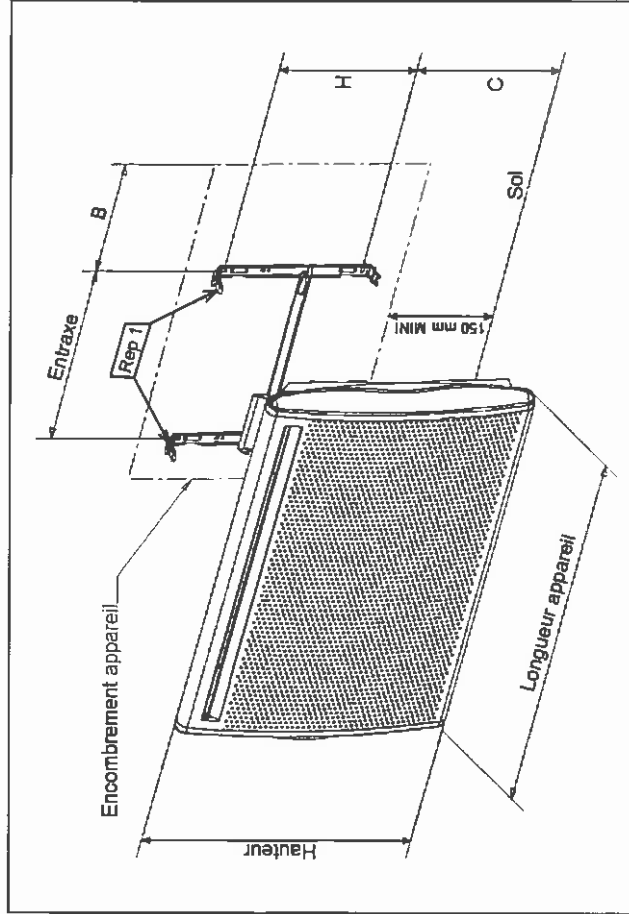 Encombrement appareil
Entraxe
B
Rep 1
H
C
Sol
150 mm MINI
Hauteur
Longueur appareil